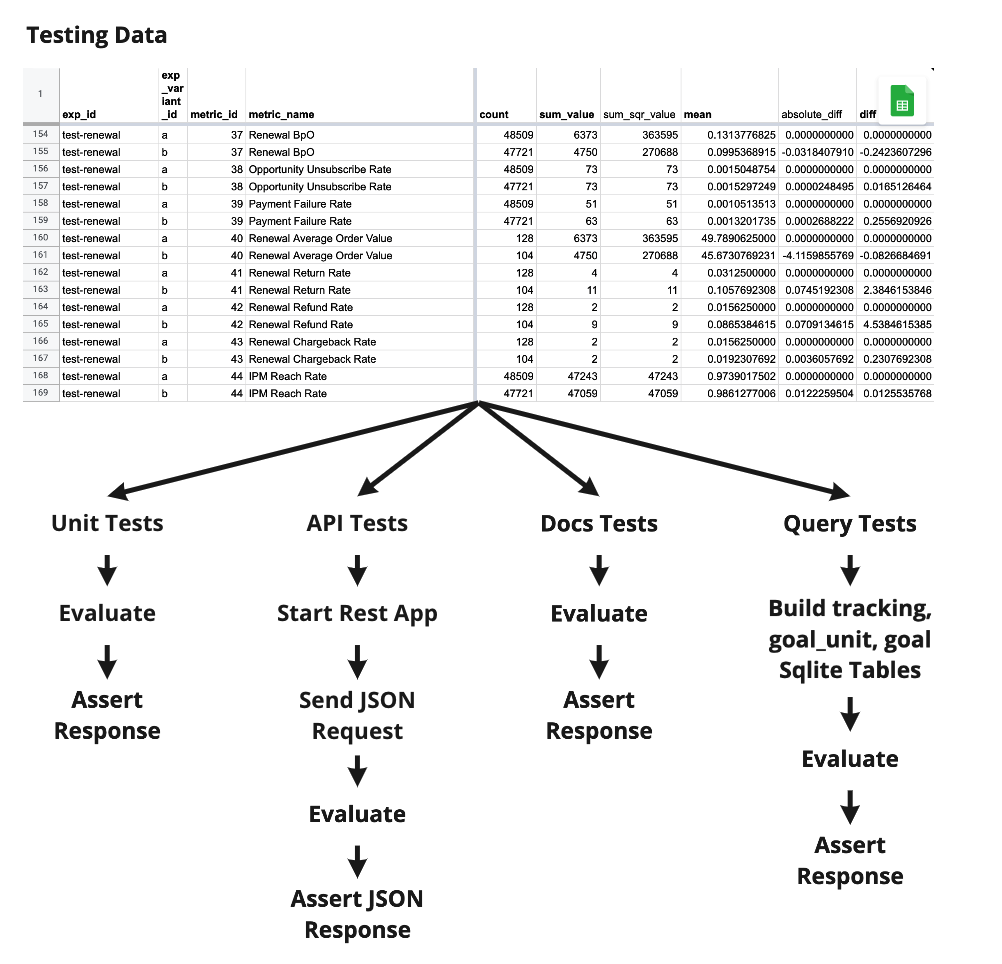 Testing Data
1 exp_id exp_variant_id metric_id metric_name count sum_value sum_sqr_value mean absolute_diff diff
154 test-renewal a 37 Renewal BpO 48509 6373 363595 0.1313776825 0.0000000000 0.0000000000
155 test-renewal b 37 Renewal BpO 47721 4750 270688 0.0995368915 -0.0318407910 -0.2423607296
156 test-renewal a 38 Opportunity Unsubscribe Rate 48509 73 73 0.0015048754 0.0000000000 0.0000000000
157 test-renewal b 38 Opportunity Unsubscribe Rate 47721 73 73 0.0015297249 0.0000248495 0.0165126464
158 test-renewal a 39 Payment Failure Rate 48509 51 51 0.0010513513 0.0000000000 0.0000000000
159 test-renewal b 39 Payment Failure Rate 47721 63 63 0.0013201735 0.0002688222 0.2556920926
160 test-renewal a 40 Renewal Average Order Value 128 6373 363595 49.7890625000 0.0000000000 0.0000000000
161 test-renewal b 40 Renewal Average Order Value 104 4750 270688 45.6730769231 -4.1159855769 -0.0826684691
162 test-renewal a 41 Renewal Return Rate 128 4 4 0.0312500000 0.0000000000 0.0000000000
163 test-renewal b 41 Renewal Return Rate 104 11 11 0.1057692308 0.0745192308 2.3846153846
164 test-renewal a 42 Renewal Refund Rate 128 2 2 0.0156250000 0.0000000000 0.0000000000
165 test-renewal b 42 Renewal Refund Rate 104 9 9 0.0865384615 0.0709134615 4.5384615385
166 test-renewal a 43 Renewal Chargeback Rate 128 2 2 0.0156250000 0.0000000000 0.0000000000
167 test-renewal b 43 Renewal Chargeback Rate 104 2 2 0.0192307692 0.0036057692 0.2307692308
168 test-renewal a 44 IPM Reach Rate 48509 47243 47243 0.9739017502 0.0000000000 0.0000000000
169 test-renewal b 44 IPM Reach Rate 47721 47059 47059 0.9861277006 0.0122259504 0.0125535768
Unit Tests
Evaluate
Assert
Response
API Tests
Start Rest App
Send JSON
Request
Evaluate
Assert JSON
Response
Docs Tests
Evaluate
Assert
Response
Query Tests
Build tracking,
goal_unit, goal
Sqlite Tables
Evaluate
Assert
Response